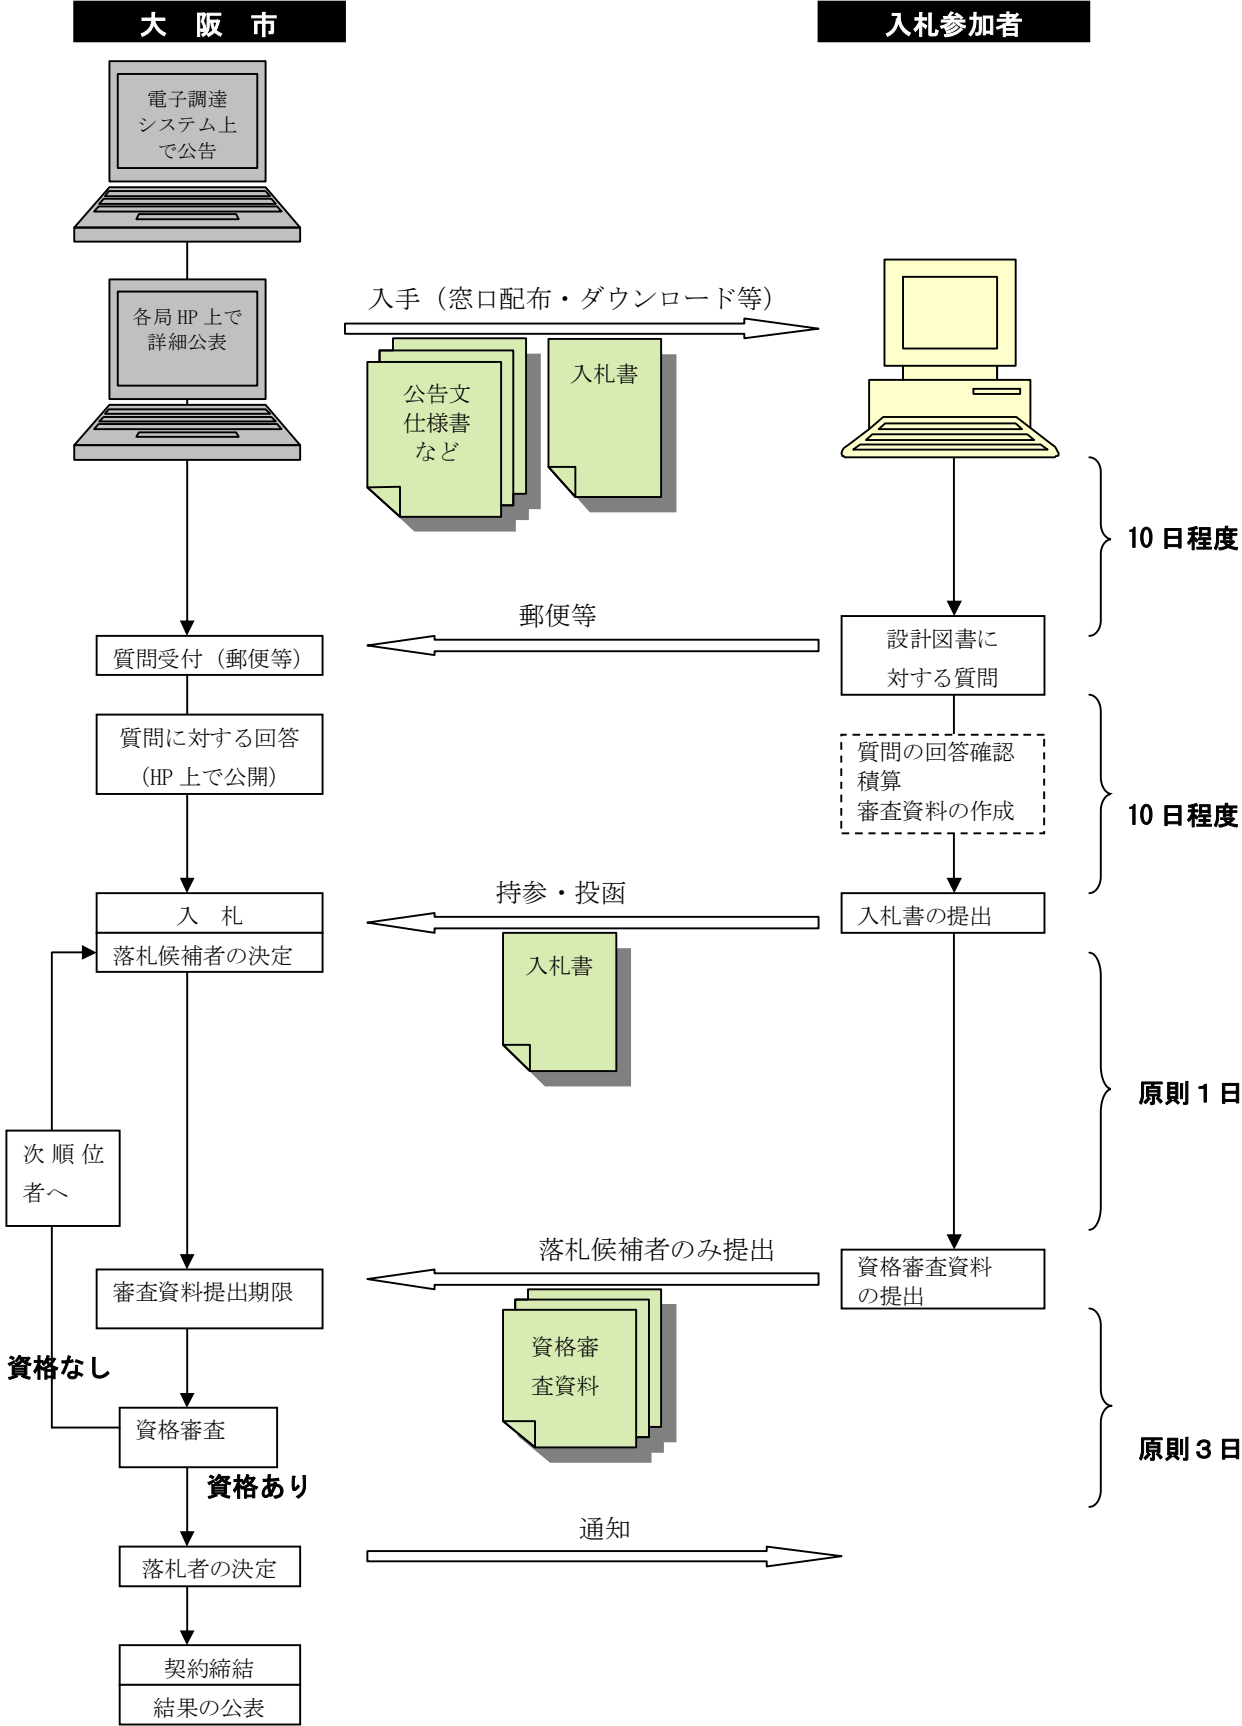 大　阪　市
入札参加者
電子調達
システム上
で公告
各局 HP 上で
詳細公表
入手（窓口配布・ダウンロード等）
公告文
仕様書
など
入札書
10 日程度
郵便等
質問受付（郵便等）
設計図書に
対する質問
質問に対する回答
（HP 上で公開）
質問の回答確認
積算
審査資料の作成
10 日程度
持参・投函
入　札
落札候補者の決定
入札書の提出
入札書
原則１日
次 順 位
者へ
落札候補者のみ提出
審査資料提出期限
資格審査資料
の提出
資格審
査資料
資格なし
資格審査
資格あり
原則３日
通知
落札者の決定
契約締結
結果の公表